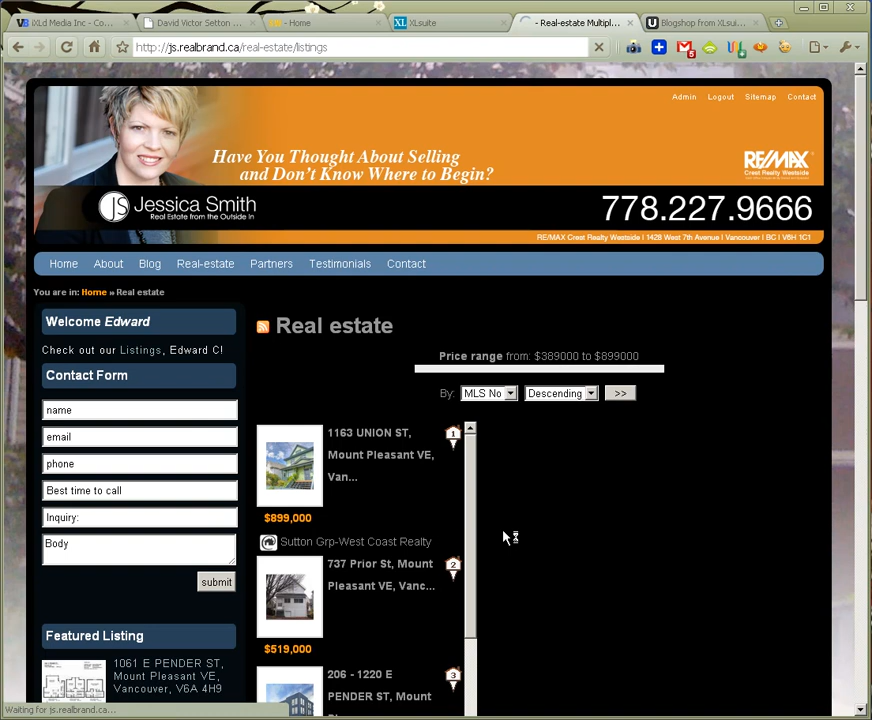 iXLd Media Inc - Co...
David Victor Setton ...
- Home
XLsuite
- Real-estate Multipl...
Blogshop from XLsui...
http://js.realbrand.ca/real-estate/listings
Admin Logout Sitemap Contact
Have You Thought About Selling
and Don't Know Where to Begin?
RE/MAX
Crest Realty Westside
JS Jessica Smith
Real Estate from the Outside In
778.227.9666
RE/MAX Crest Realty Westside | 1428 West 7th Avenue | Vancouver | BC | V6H 1C1
Home About Blog Real-estate Partners Testimonials Contact
You are in: Home » Real estate
Welcome Edward
Check out our Listings, Edward C!
Contact Form
name
email
phone
Best time to call
Inquiry:
Body
submit
Featured Listing
1061 E PENDER ST,
Mount Pleasant VE,
Vancouver, V6A 4H9
Real estate
Price range from: $389000 to $899000
By: MLS No Descending >>
1163 UNION ST,
Mount Pleasant VE,
Van...
1
$899,000
Sutton Grp-West Coast Realty
737 Prior St, Mount
Pleasant VE, Vanc...
2
$519,000
206 - 1220 E
PENDER ST, Mount
3
Waiting for js.realbrand.ca...